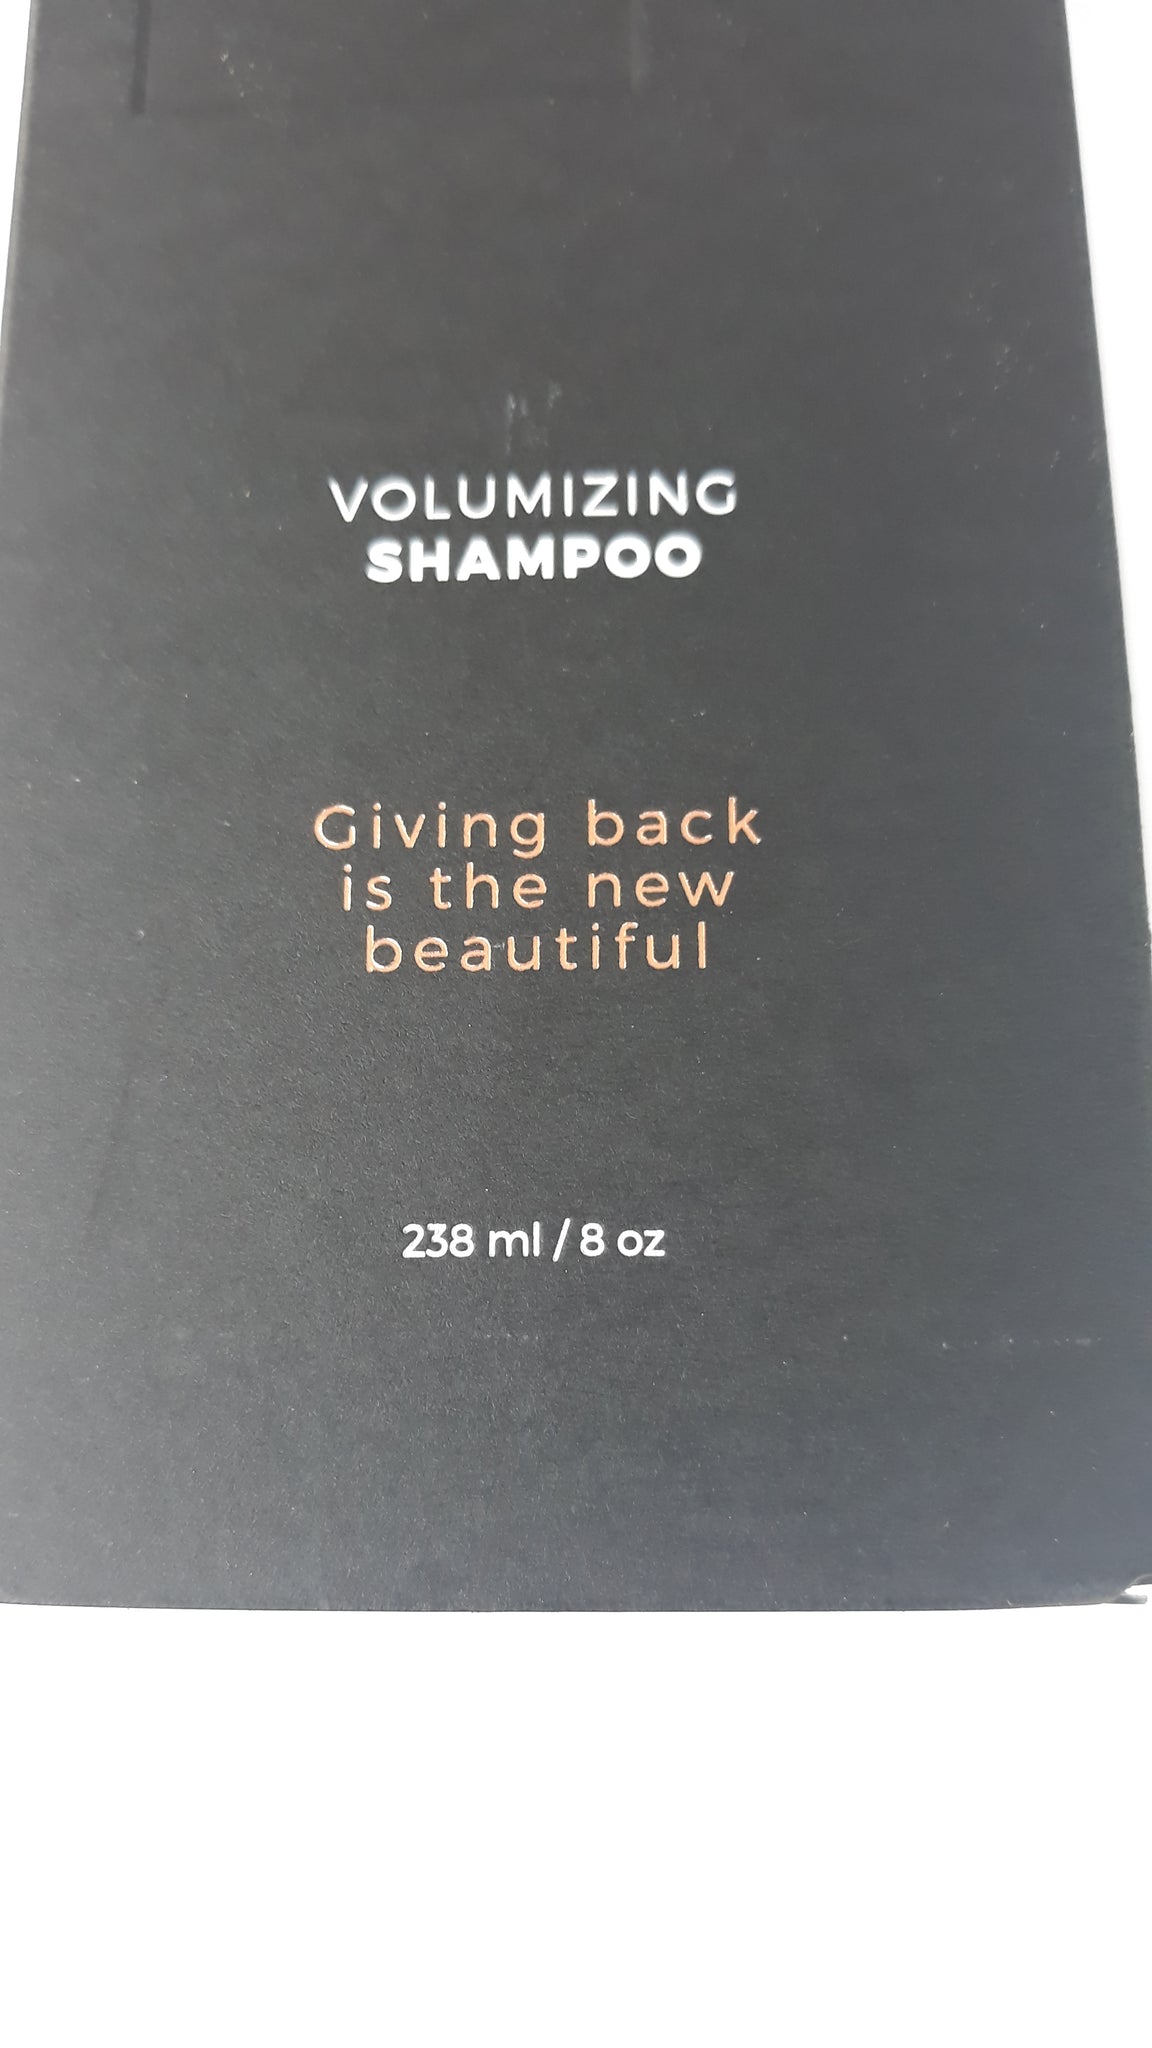 VOLUMIZING
SHAMPOO
Giving back
is the new
beautiful
238 ml / 8 oz